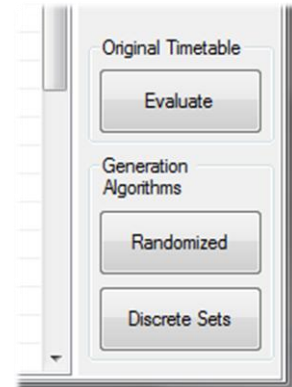 Original Timetable
Evaluate
Generation
Algorithms
Randomized
Discrete Sets